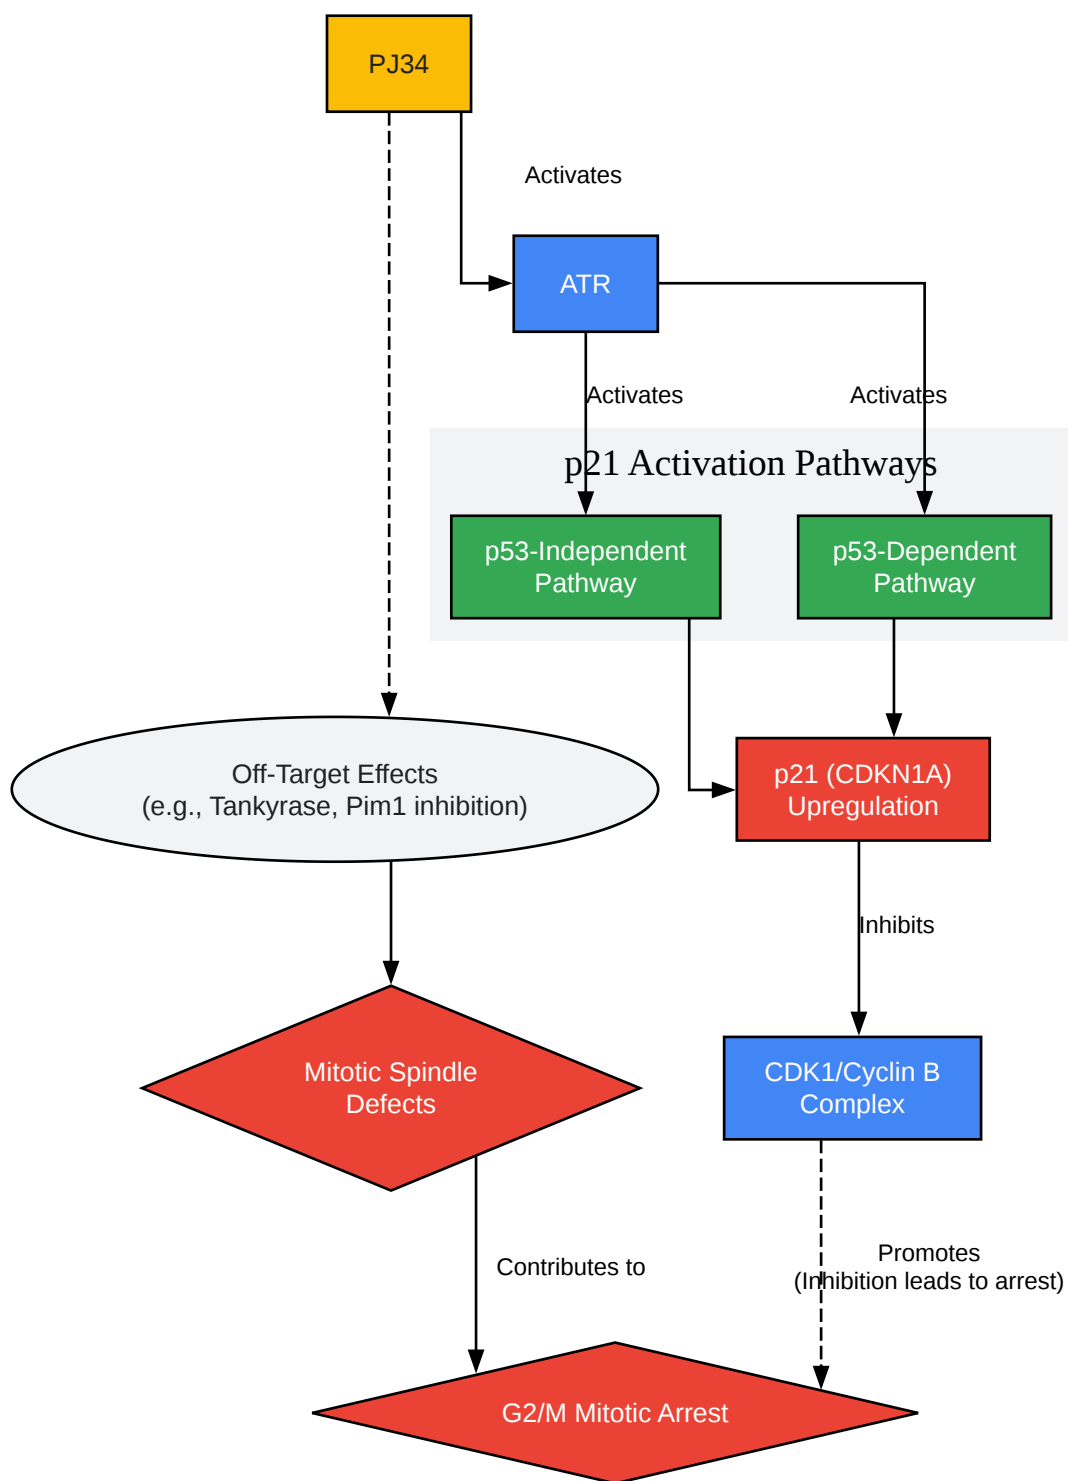 PJ34
Activates
ATR
Activates
Activates
p21 Activation Pathways
p53-Independent
Pathway
p53-Dependent
Pathway
Off-Target Effects
(e.g., Tankyrase, Pim1 inhibition)
p21 (CDKN1A)
Upregulation
Inhibits
Mitotic Spindle
Defects
CDK1/Cyclin B
Complex
Contributes to
Promotes
(Inhibition leads to arrest)
G2/M Mitotic Arrest